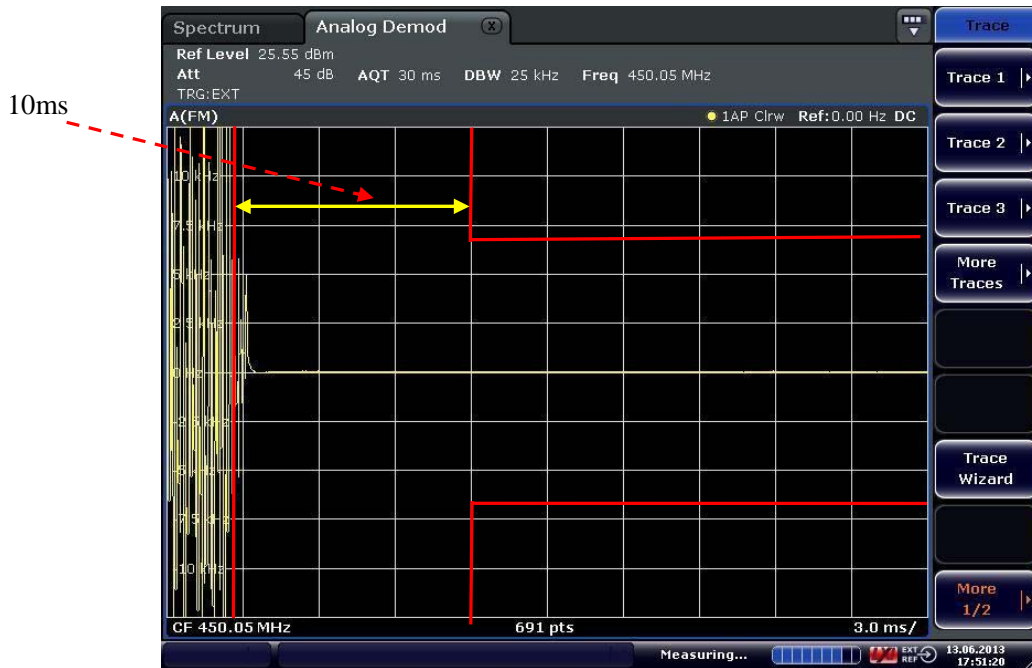 Spectrum
Analog Demod
X
Trace
Ref Level 25.55 dBm
Att 45 dB AQT 30 ms DBW 25 kHz Freq 450.05 MHz
TRG:EXT
10ms
A(FM)
1AP Clrw Ref:0.00 Hz DC
10 kHz
7.5 kHz
5 kHz
2.5 kHz
0 Hz
-2.5 kHz
-5 kHz
-7.5 kHz
-10 kHz
CF 450.05 MHz 691 pts 3.0 ms/
Trace 1
Trace 2
Trace 3
More
Traces
Trace
Wizard
More
1/2
Measuring...
EXT
REF
13.06.2013
17:51:20